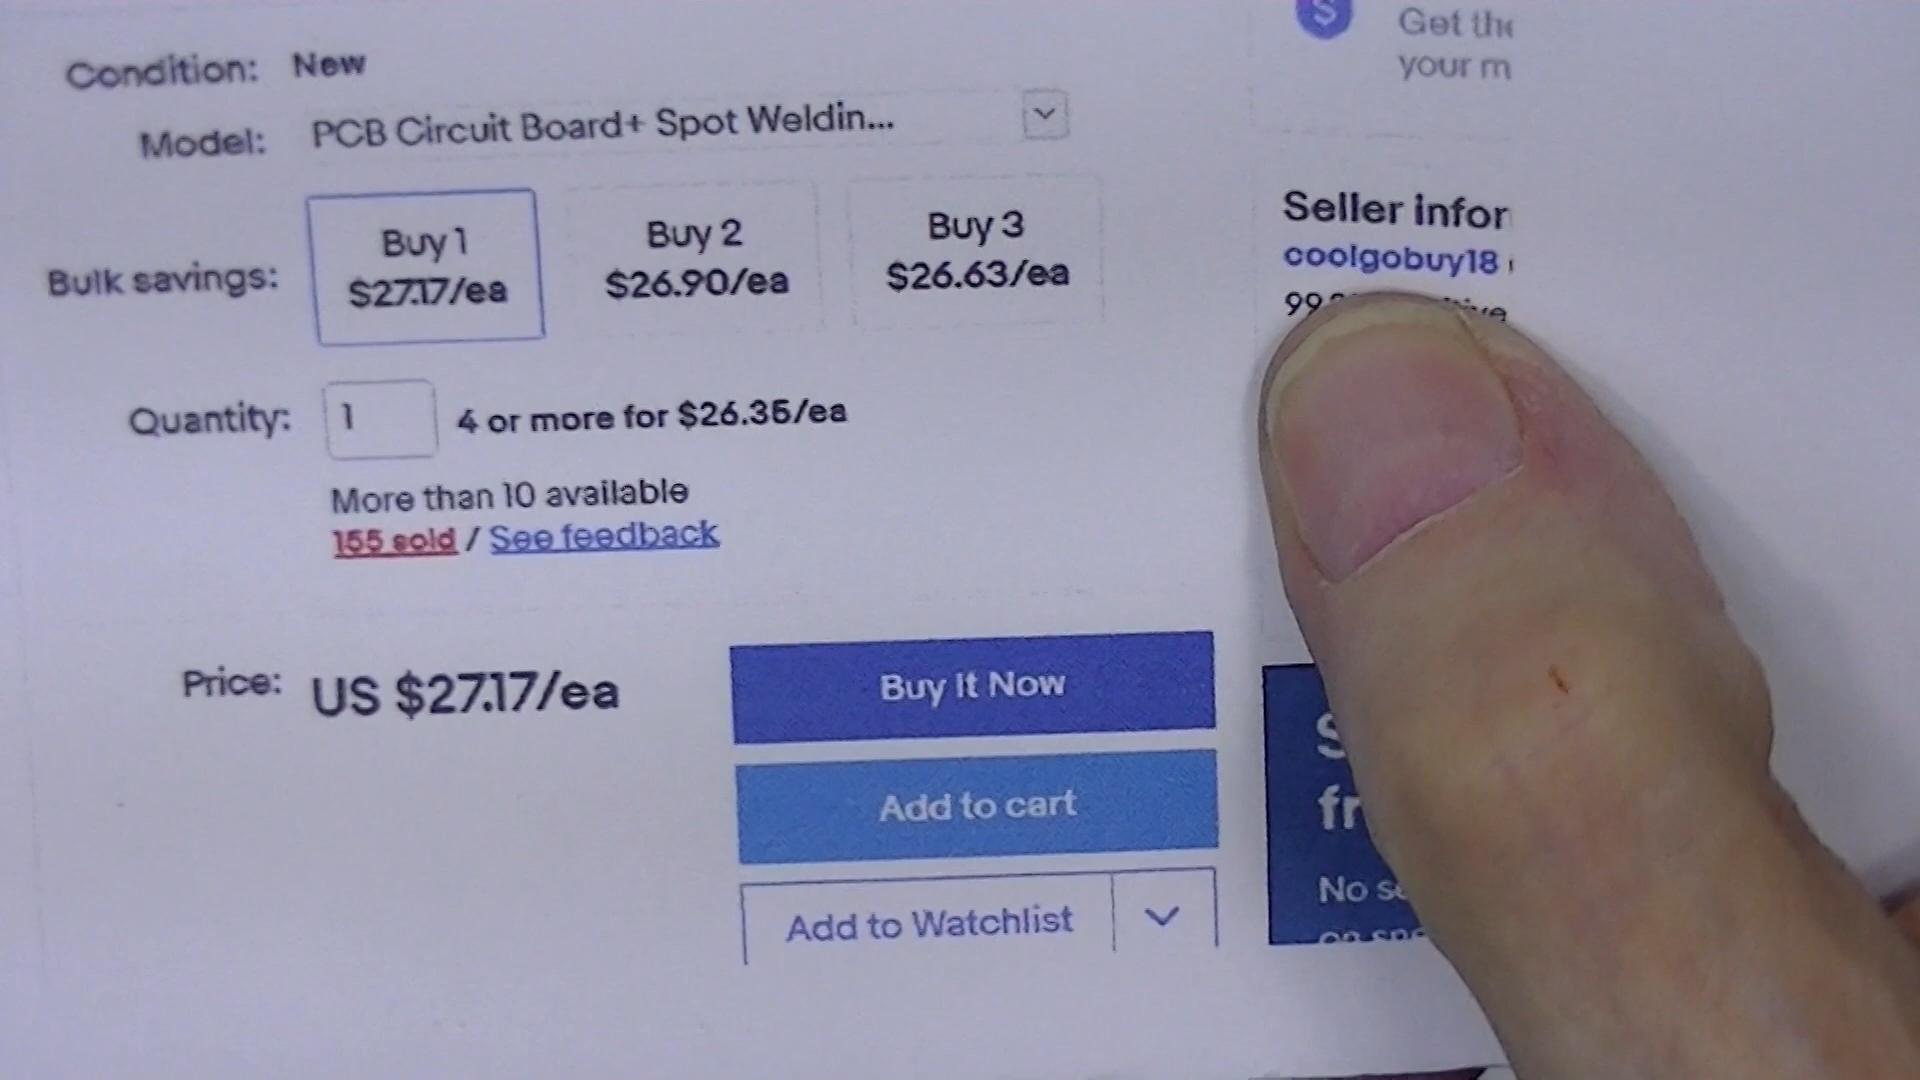 Condition: New
Model: PCB Circuit Board+ Spot Weldin...
Bulk savings:
Buy 1
$27.17/ea
Buy 2
$26.90/ea
Buy 3
$26.63/ea
Quantity: 1 4 or more for $26.35/ea
More than 10 available
155 sold / See feedback
Price: US $27.17/ea
Buy It Now
Add to cart
Add to Watchlist
$
Get the
your m
Seller infor
coolgobuy18
99
S
fr
No se